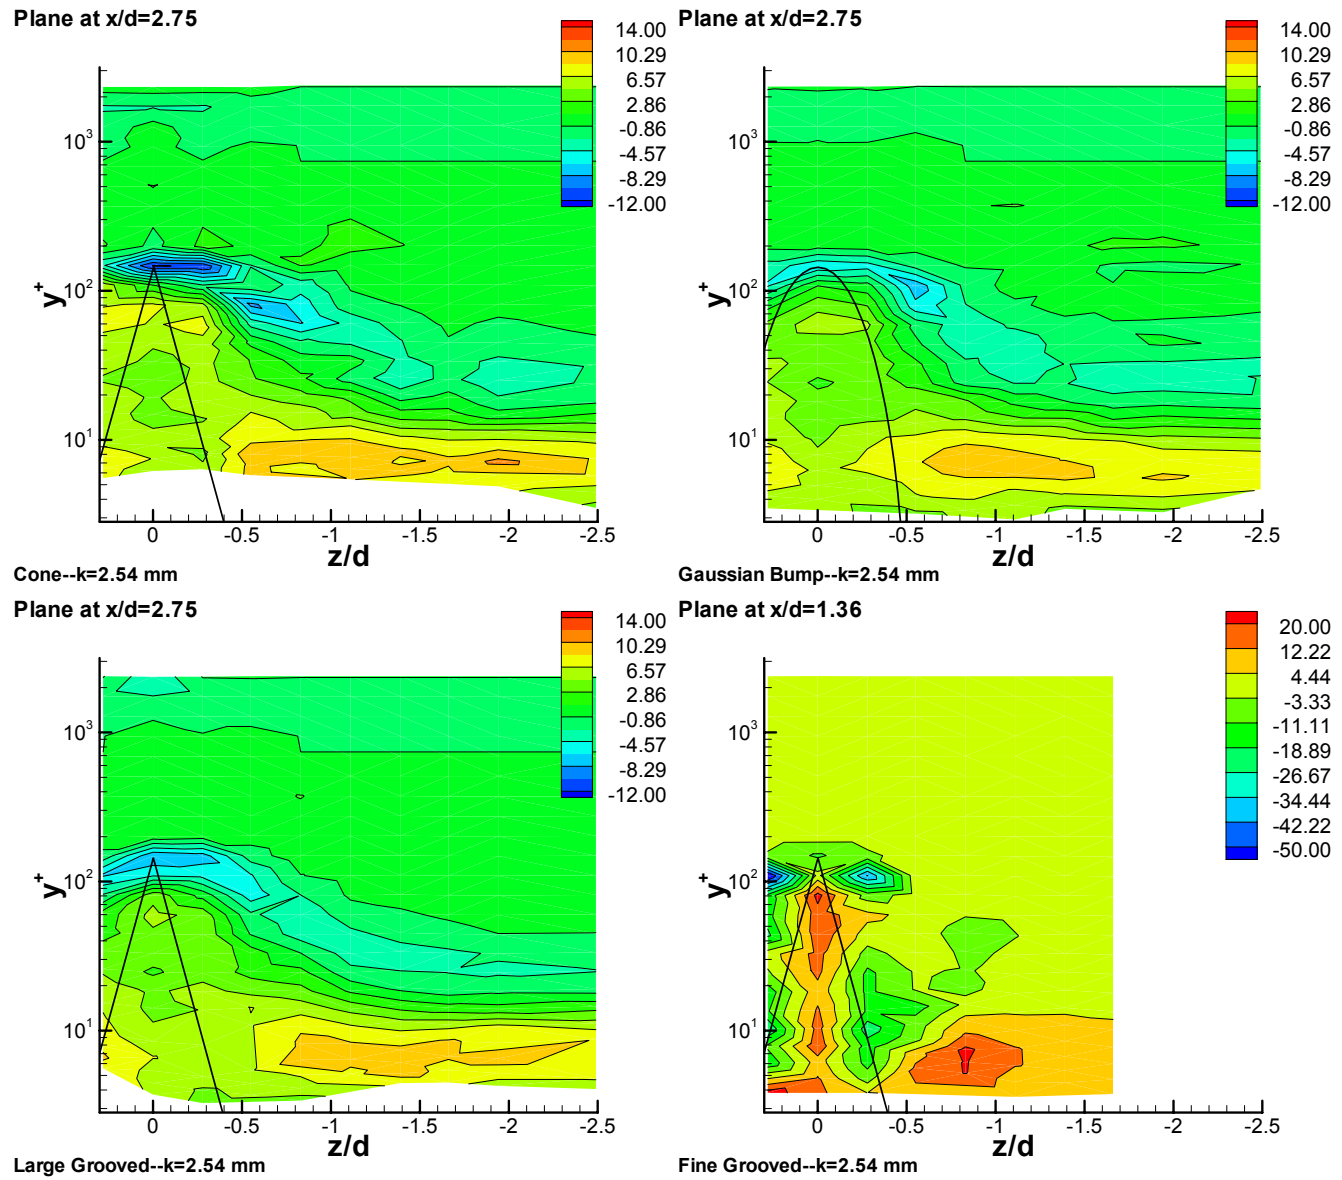 Plane at x/d=2.75
14.00
10.29
6.57
2.86
-0.86
-4.57
-8.29
-12.00
10³
10²
10¹
y⁺
0 -0.5 -1 -1.5 -2 -2.5
z/d
Cone--k=2.54 mm
Plane at x/d=2.75
14.00
10.29
6.57
2.86
-0.86
-4.57
-8.29
-12.00
10³
10²
10¹
y⁺
0 -0.5 -1 -1.5 -2 -2.5
z/d
Gaussian Bump--k=2.54 mm
Plane at x/d=2.75
14.00
10.29
6.57
2.86
-0.86
-4.57
-8.29
-12.00
10³
10²
10¹
y⁺
0 -0.5 -1 -1.5 -2 -2.5
z/d
Large Grooved--k=2.54 mm
Plane at x/d=1.36
20.00
12.22
4.44
-3.33
-11.11
-18.89
-26.67
-34.44
-42.22
-50.00
10³
10²
10¹
y⁺
0 -0.5 -1 -1.5 -2 -2.5
z/d
Fine Grooved--k=2.54 mm